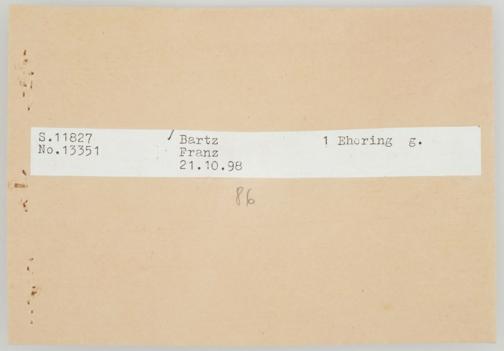 S.11827 / Bartz 1 Ehering g.
No.13351 Franz
21.10.98
86